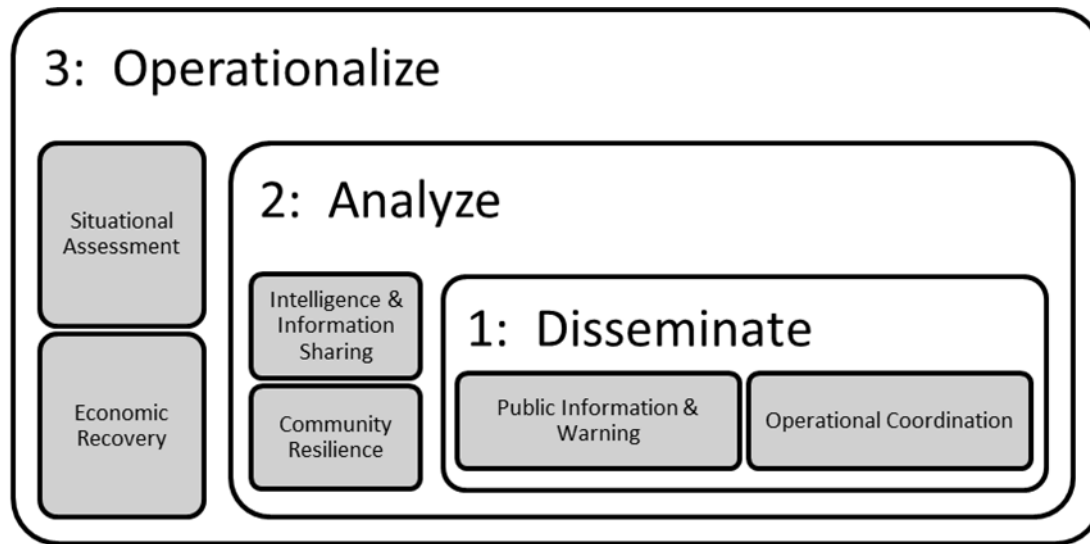 3:  Operationalize
Situational
Assessment
Economic
Recovery
2:  Analyze
Intelligence &
Information
Sharing
Community
Resilience
1:  Disseminate
Public Information &
Warning
Operational Coordination